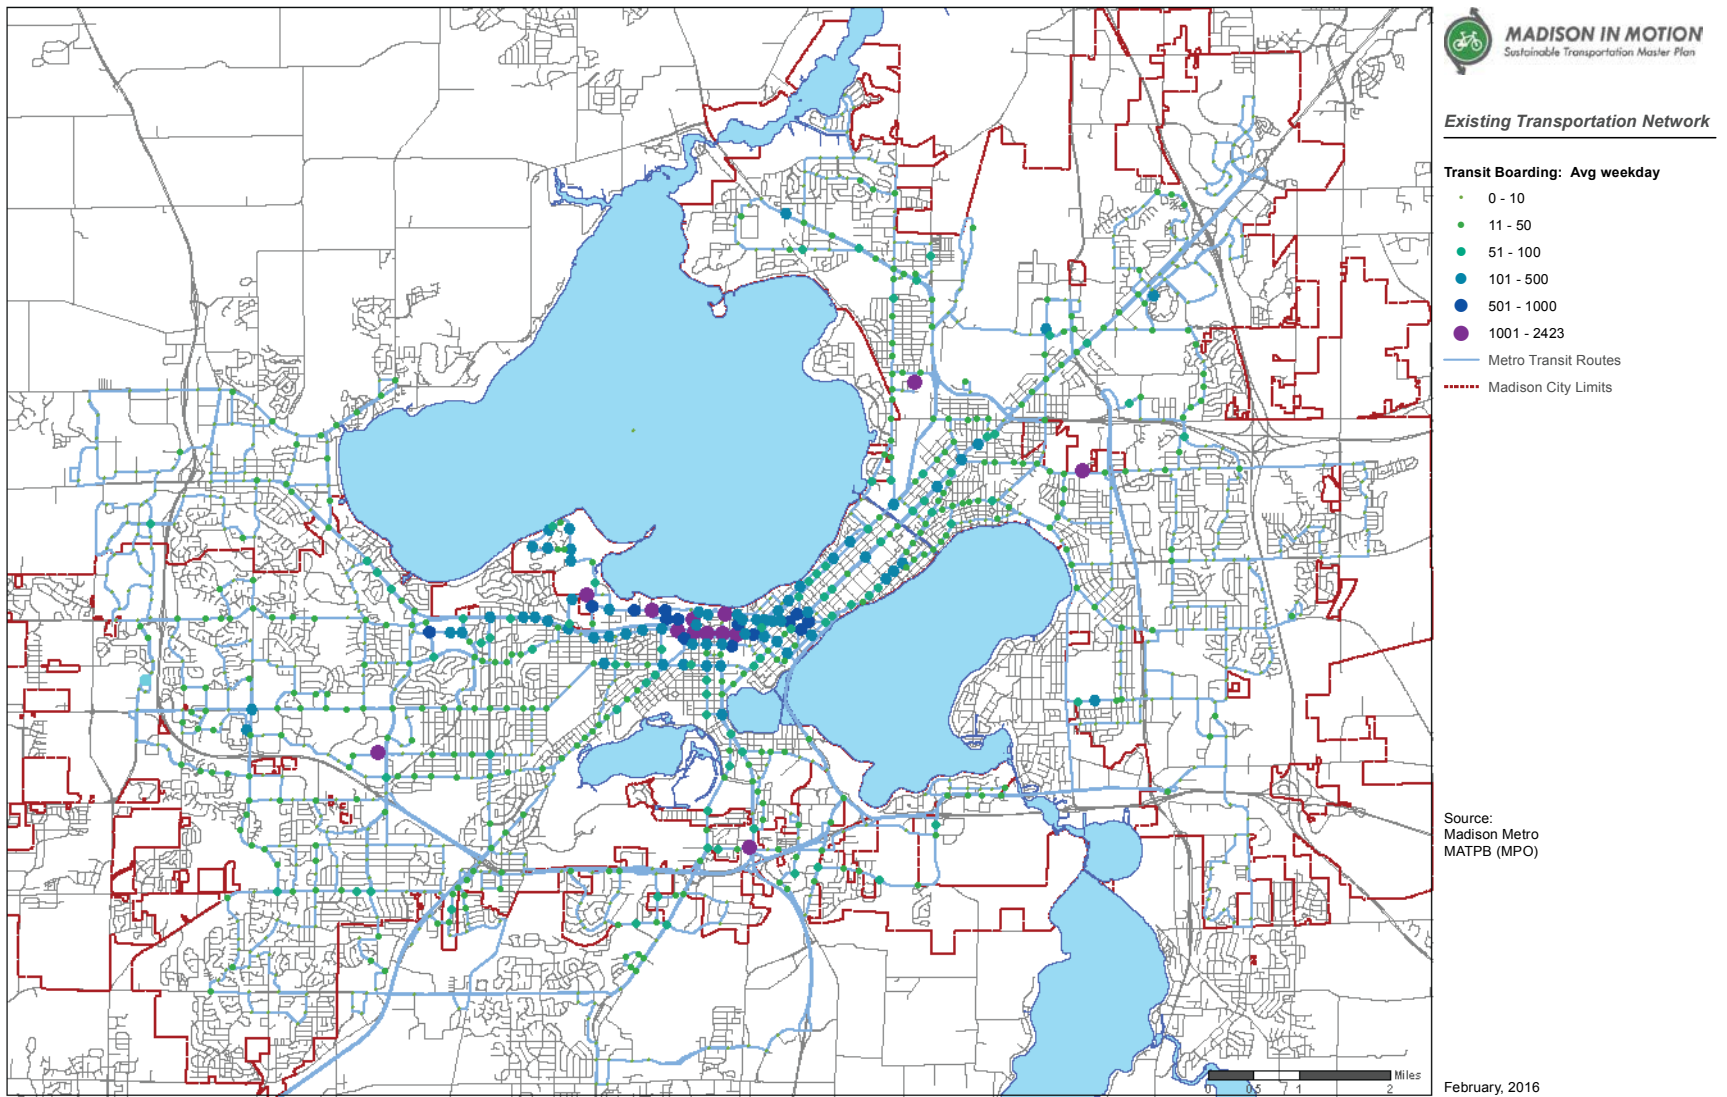 MADISON IN MOTION
Sustainable Transportation Master Plan
Existing Transportation Network
Transit Boarding: Avg weekday
0 - 10
11 - 50
51 - 100
101 - 500
501 - 1000
1001 - 2423
Metro Transit Routes
Madison City Limits
Source:
Madison Metro
MATPB (MPO)
Miles
0 0.5 1 2
February, 2016